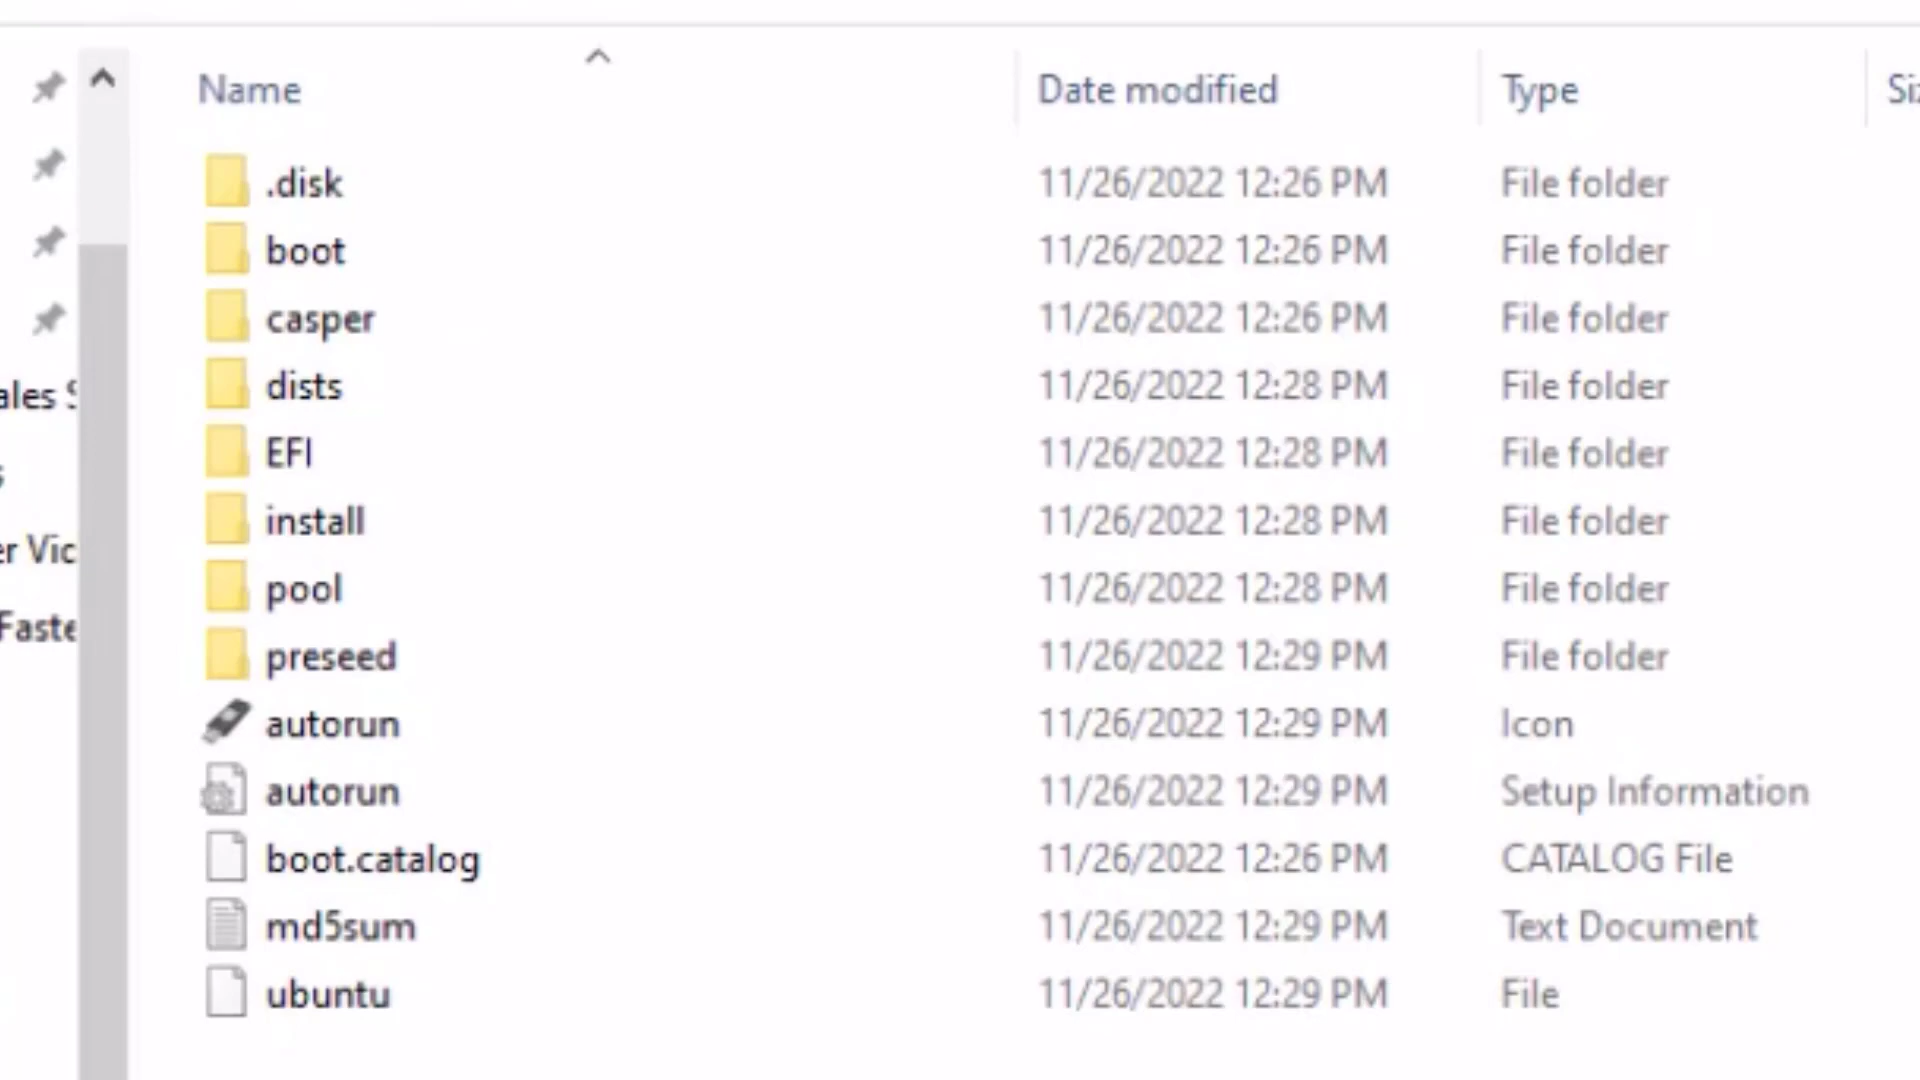 Name Date modified Type
.disk 11/26/2022 12:26 PM File folder
boot 11/26/2022 12:26 PM File folder
casper 11/26/2022 12:26 PM File folder
dists 11/26/2022 12:28 PM File folder
EFI 11/26/2022 12:28 PM File folder
install 11/26/2022 12:28 PM File folder
pool 11/26/2022 12:28 PM File folder
preseed 11/26/2022 12:29 PM File folder
autorun 11/26/2022 12:29 PM Icon
autorun 11/26/2022 12:29 PM Setup Information
boot.catalog 11/26/2022 12:26 PM CATALOG File
md5sum 11/26/2022 12:29 PM Text Document
ubuntu 11/26/2022 12:29 PM File